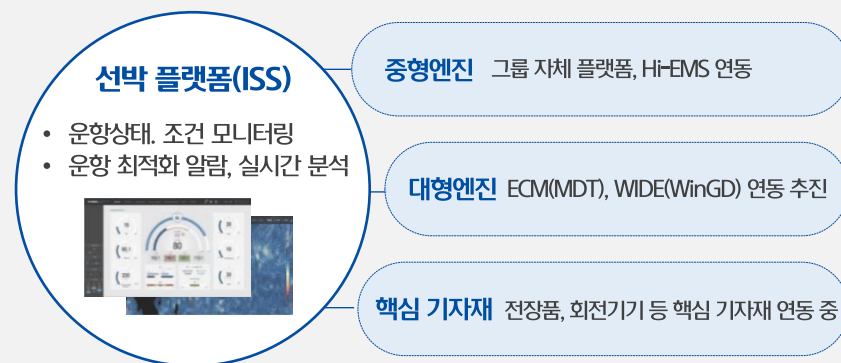 선박 플랫폼(ISS)
• 운항상태. 조건 모니터링
• 운항 최적화 알람, 실시간 분석
80
중형엔진 그룹 자체 플랫폼, Hi-EMS 연동
대형엔진 ECM(MDT), WIDE(WinGD) 연동 추진
핵심 기자재 전장품, 회전기기 등 핵심 기자재 연동 중